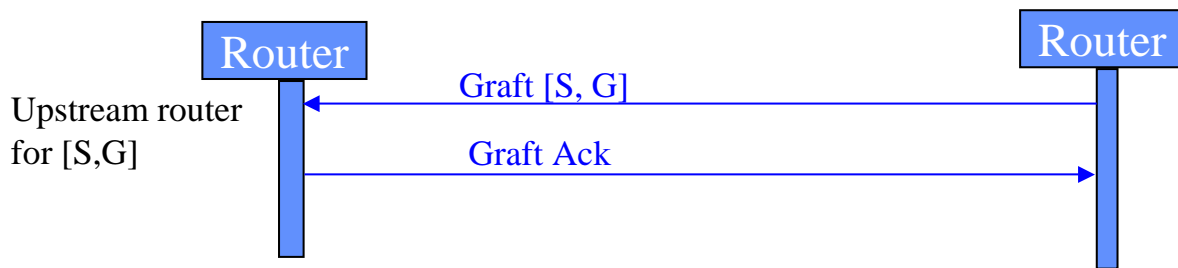 Router
Router
Graft [S, G]
Upstream router
for [S,G]
Graft Ack